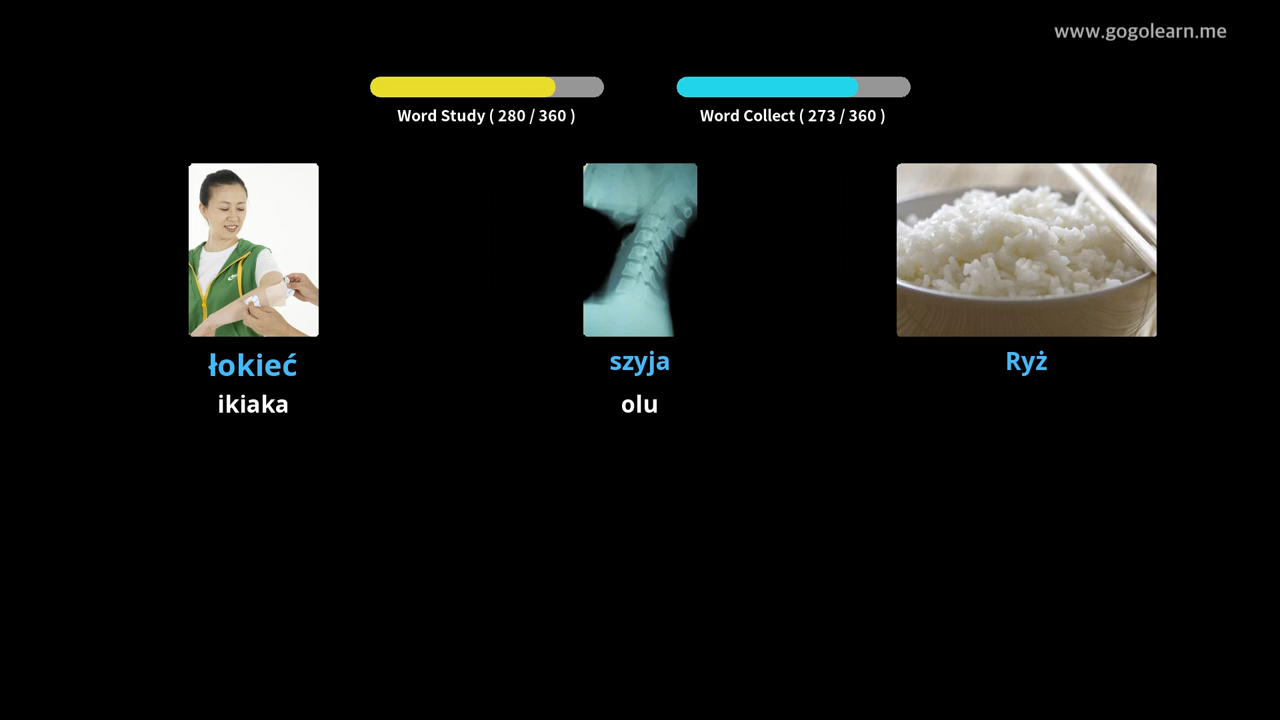 www.gogolearn.me
Word Study ( 280 / 360 )
Word Collect ( 273 / 360 )
łokieć
ikiaka
szyja
olu
Ryż